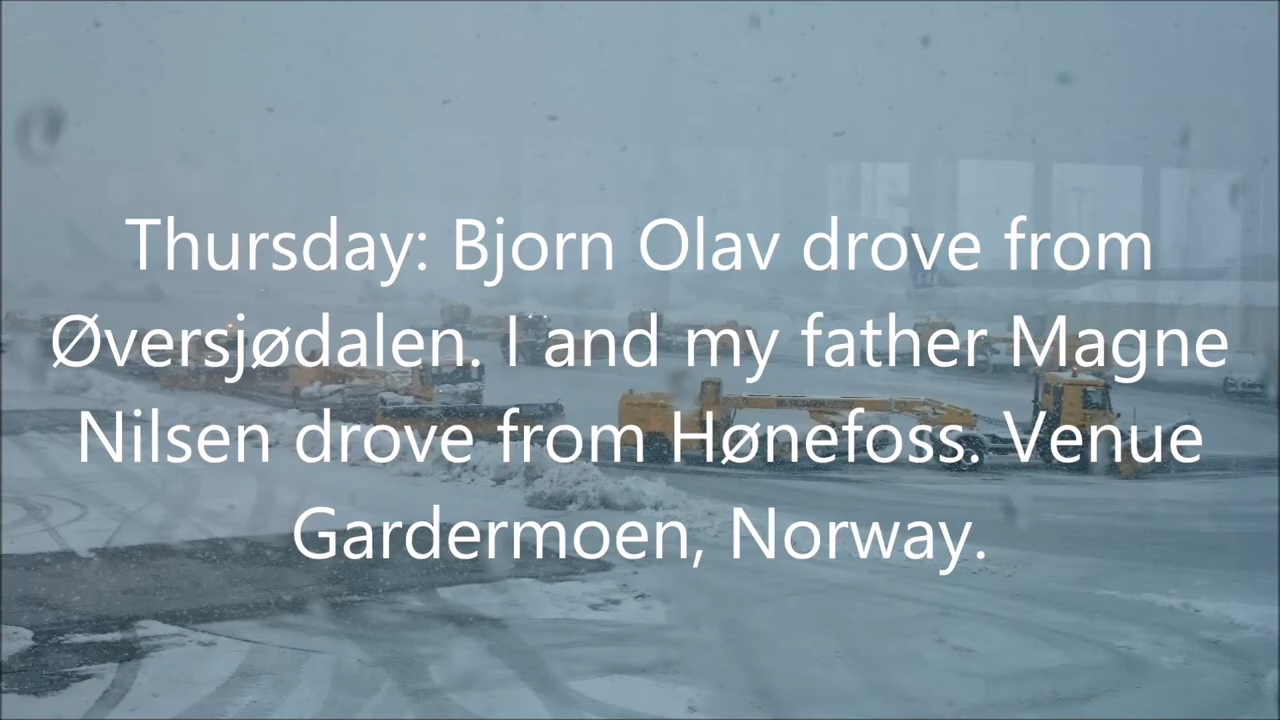 Thursday: Bjorn Olav drove from
Øversjødalen. I and my father Magne
Nilsen drove from Hønefoss. Venue
Gardermoen, Norway.